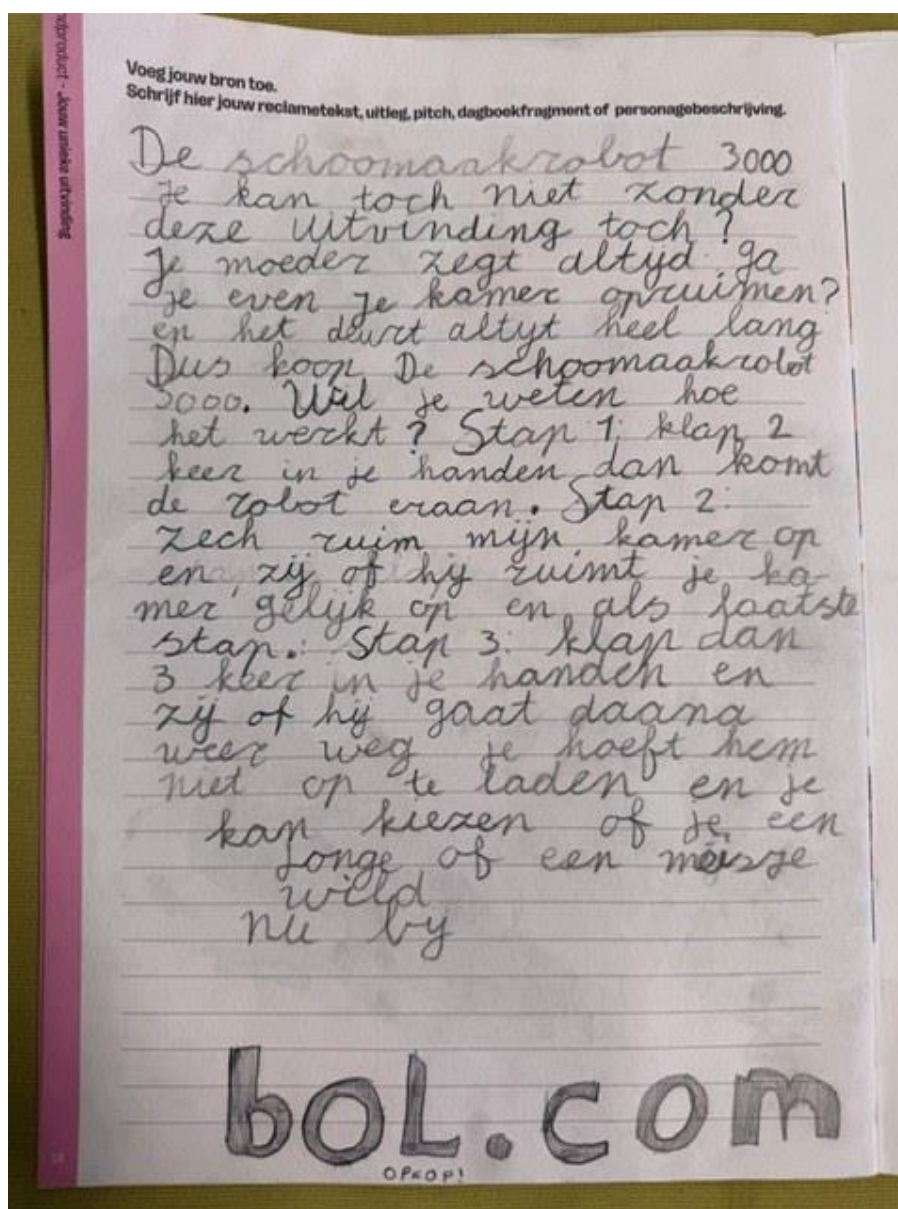 ndproduct - Jouw unieke uitvinding
Voeg jouw bron toe.
Schrijf hier jouw reclametekst, uitleg, pitch, dagboekfragment of personagebeschrijving.
De schoomaakrobot 3000
je kan toch niet zonder
deze uitvinding toch?
Je moeder zegt altijd ga
je even je kamer opruimen?
en het deurt altyt heel lang
Dus koop De schoomaakrobot
3000. Wil je weten hoe
het werkt? Stap 1: klap 2
keer in je handen dan komt
de robot eraan. Stap 2:
zech ruim mijn kamer op
en zij of hij ruimt je ka-
mer gelijk op en als laatste
stap.: Stap 3: klap dan
3 keer in je handen en
zij of hij gaat daana
weer weg je hoeft hem
niet op te laden en je
kan kiezen of je een
jonge of een meisje
wild
nu by
boL.com
OPKOP!